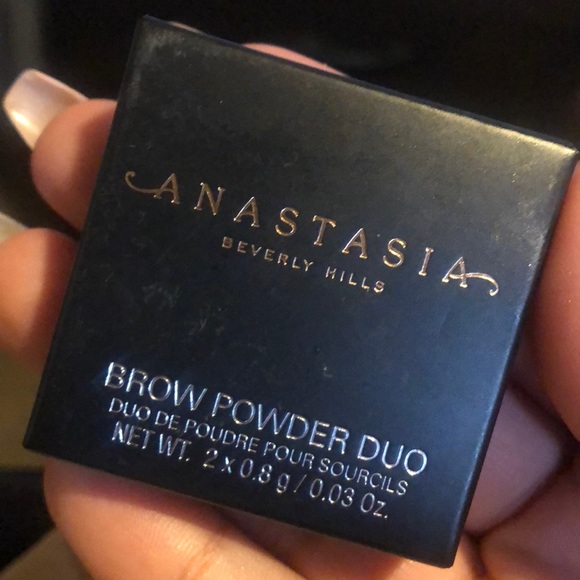 ANASTASIA
BEVERLY HILLS
BROW POWDER DUO
DUO DE POUDRE POUR SOURCILS
NET WT. 2 x 0.8 g / 0.03 Oz.